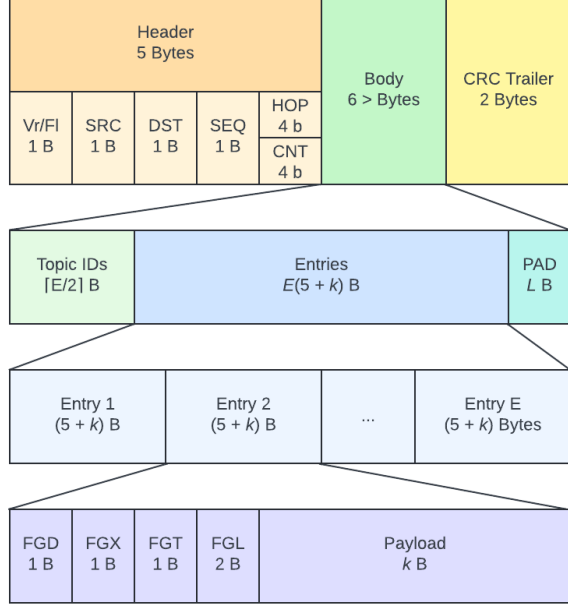 Header
5 Bytes
Body
6 > Bytes
CRC Trailer
2 Bytes
Vr/Fl
1 B
SRC
1 B
DST
1 B
SEQ
1 B
HOP
4 b
CNT
4 b
Topic IDs
⌈E/2⌉ B
Entries
E(5 + k) B
PAD
L B
Entry 1
(5 + k) B
Entry 2
(5 + k) B
...
Entry E
(5 + k) Bytes
FGD
1 B
FGX
1 B
FGT
1 B
FGL
2 B
Payload
k B